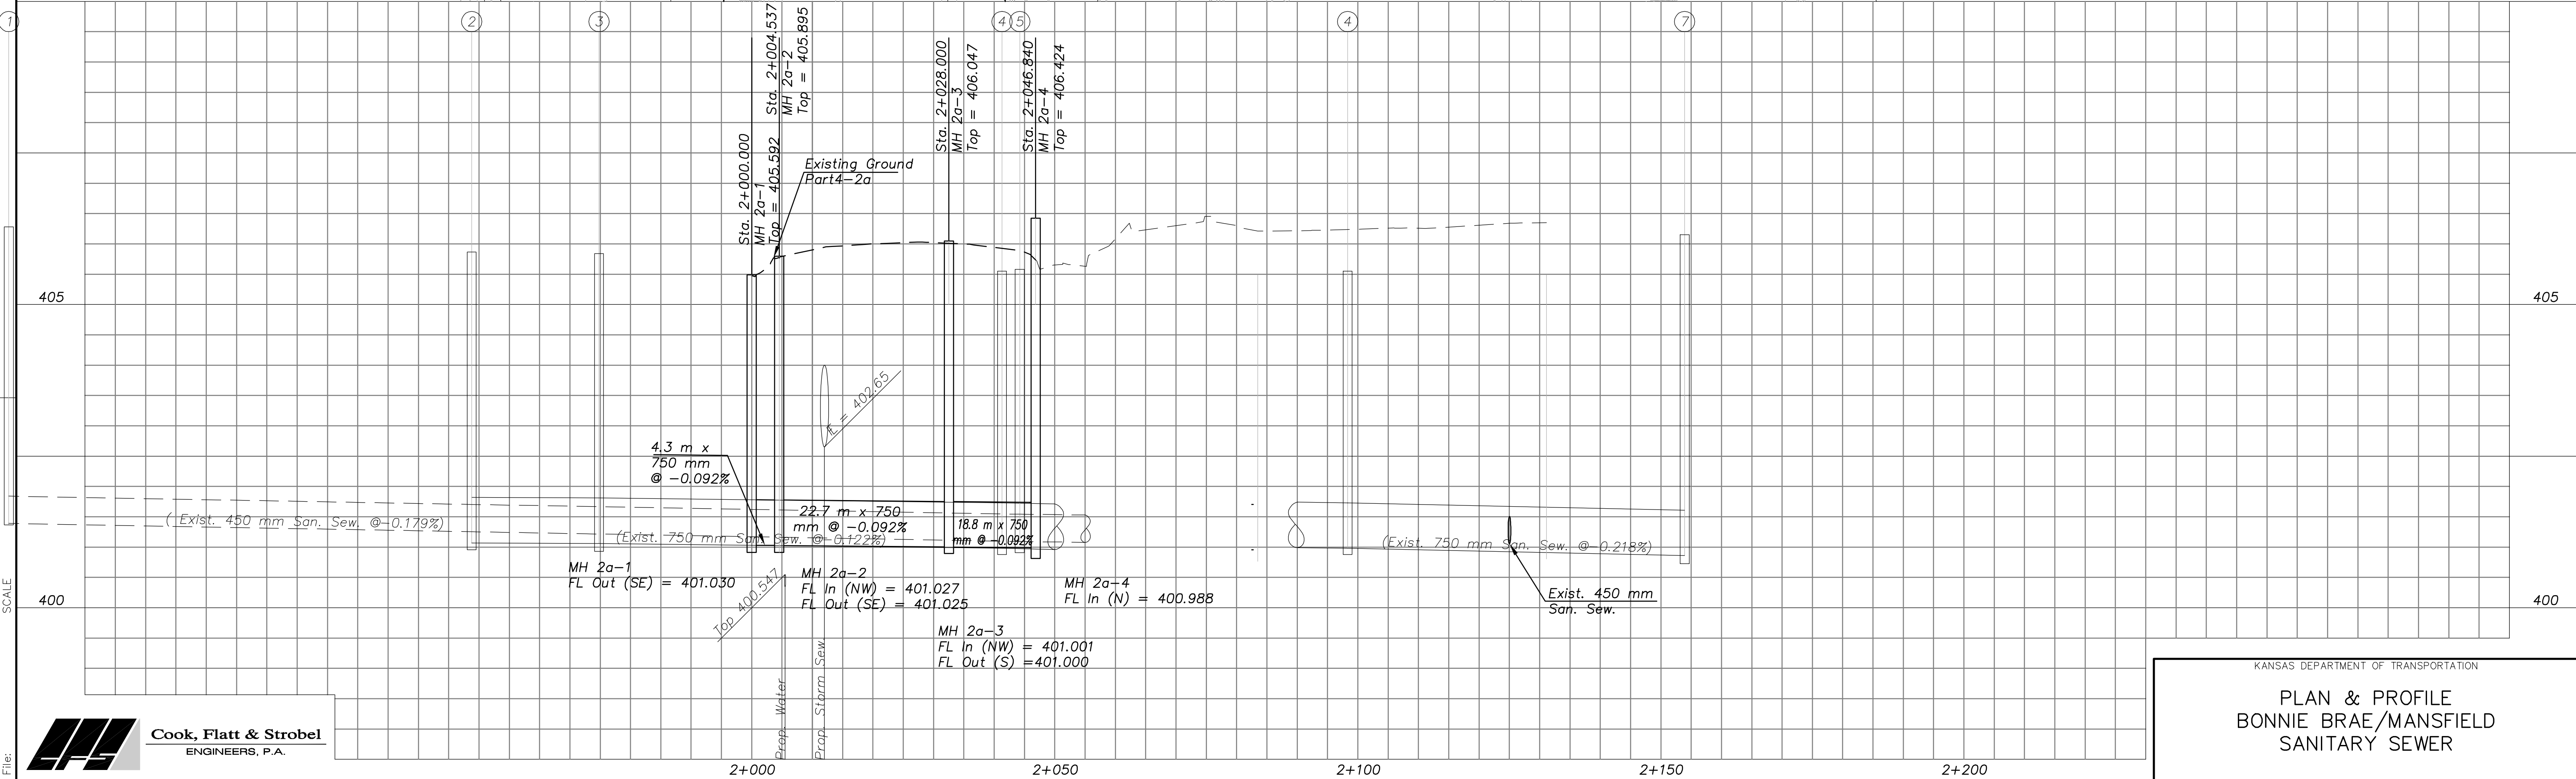 1
2
3
4
5
4
7
Sta. 2+000.000
MH 2a-1
Top = 405.592
Sta. 2+004.537
MH 2a-2
Top = 405.895
Sta. 2+028.000
MH 2a-3
Top = 406.047
Sta. 2+046.840
MH 2a-4
Top = 406.424
Existing Ground
Part4-2a
405
405
℄ = 402.65
4.3 m x
750 mm
@ -0.092%
( Exist. 450 mm San. Sew. @-0.179%)
(Exist. 750 mm San. Sew. @-0.122%)
22.7 m x 750
mm @ -0.092%
18.8 m x 750
mm @ -0.092%
(Exist. 750 mm San. Sew. @-0.218%)
MH 2a-1
FL Out (SE) = 401.030
Top 400.547
MH 2a-2
FL In (NW) = 401.027
FL Out (SE) = 401.025
MH 2a-4
FL In (N) = 400.988
MH 2a-3
FL In (NW) = 401.001
FL Out (S) =401.000
Exist. 450 mm
San. Sew.
400
400
SCALE
File:
Prop. Water
Prop. Storm Sew.
CFS
Cook, Flatt & Strobel
ENGINEERS, P.A.
2+000
2+050
2+100
2+150
2+200
KANSAS DEPARTMENT OF TRANSPORTATION
PLAN & PROFILE
BONNIE BRAE/MANSFIELD
SANITARY SEWER